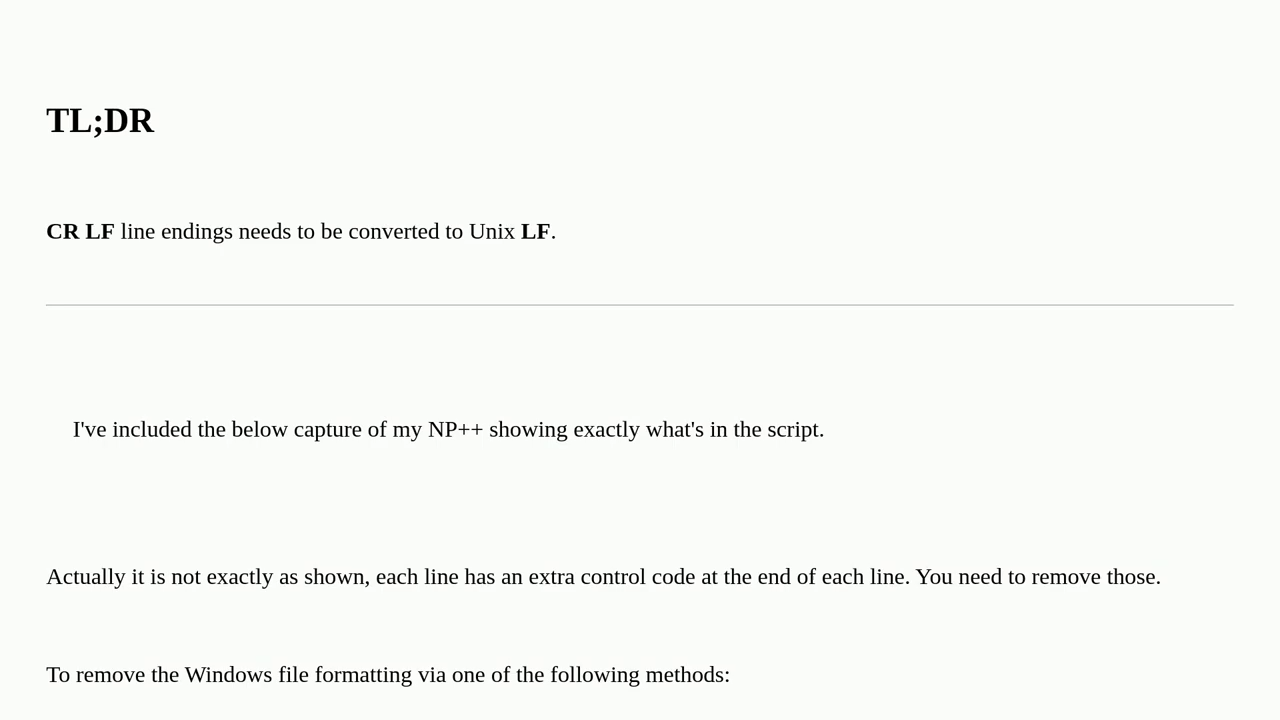 TL;DR
CR LF line endings needs to be converted to Unix LF.
I've included the below capture of my NP++ showing exactly what's in the script.
Actually it is not exactly as shown, each line has an extra control code at the end of each line. You need to remove those.
To remove the Windows file formatting via one of the following methods: